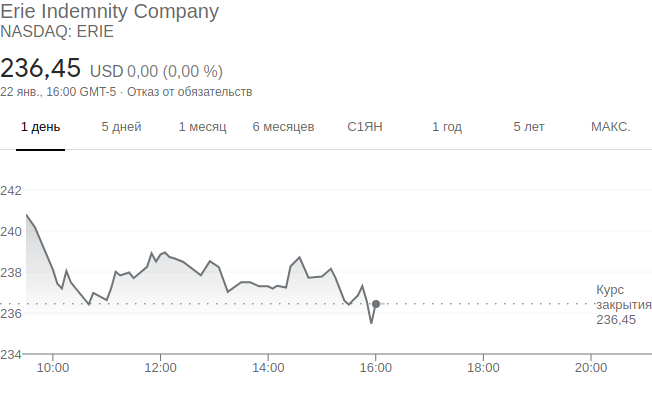 Erie Indemnity Company
NASDAQ: ERIE
236,45 USD 0,00 (0,00 %)
22 янв., 16:00 GMT-5 · Отказ от обязательств
1 день 5 дней 1 месяц 6 месяцев С1ЯН 1 год 5 лет МАКС.
242
240
238
Курс
закрытия
236,45
236
234
10:00 12:00 14:00 16:00 18:00 20:00